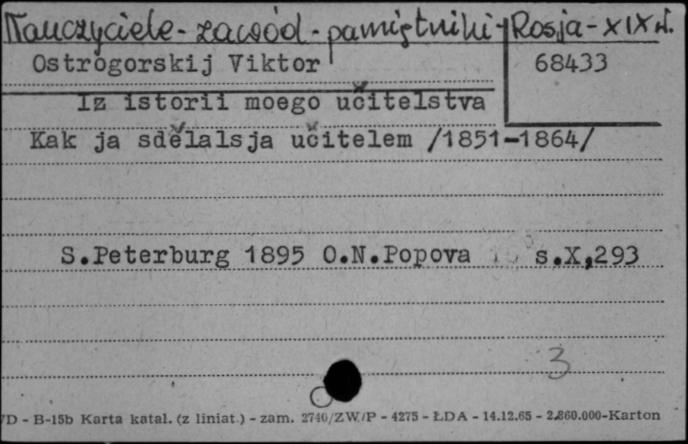 Nauczyciele - zawód - pamiętniki - Rosja - XIX w.
Ostrogorskij Viktor
68433
Iz istorii moego učitelstva
Kak ja sdělalsja učitelem /1851-1864/
S.Peterburg 1895 O.N.Popova s.X,293
3
/D - B-15b Karta katal. (z liniat.) - zam. 2740/ZW/P - 4275 - ŁDA - 14.12.65 - 2.860.000-Karton